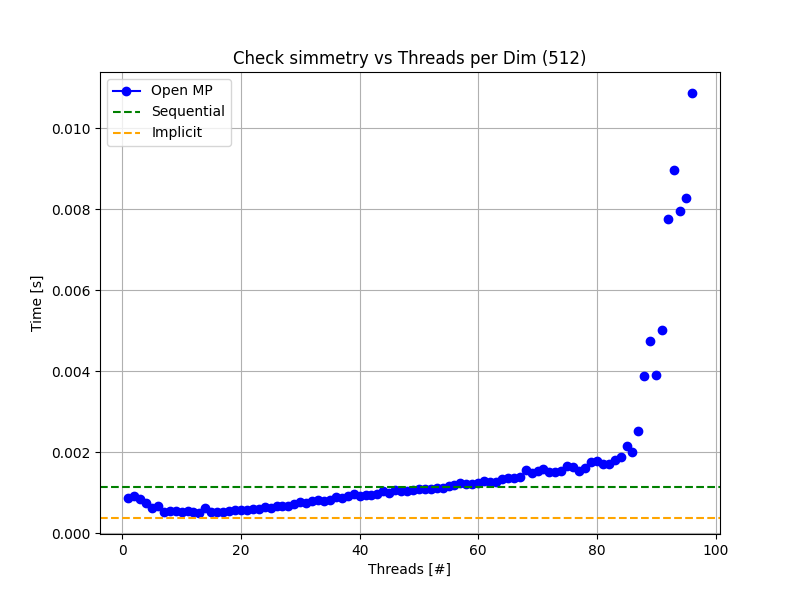 Check simmetry vs Threads per Dim (512)
Open MP
Sequential
Implicit
Time [s]
0.010
0.008
0.006
0.004
0.002
0.000
0
20
40
60
80
100
Threads [#]